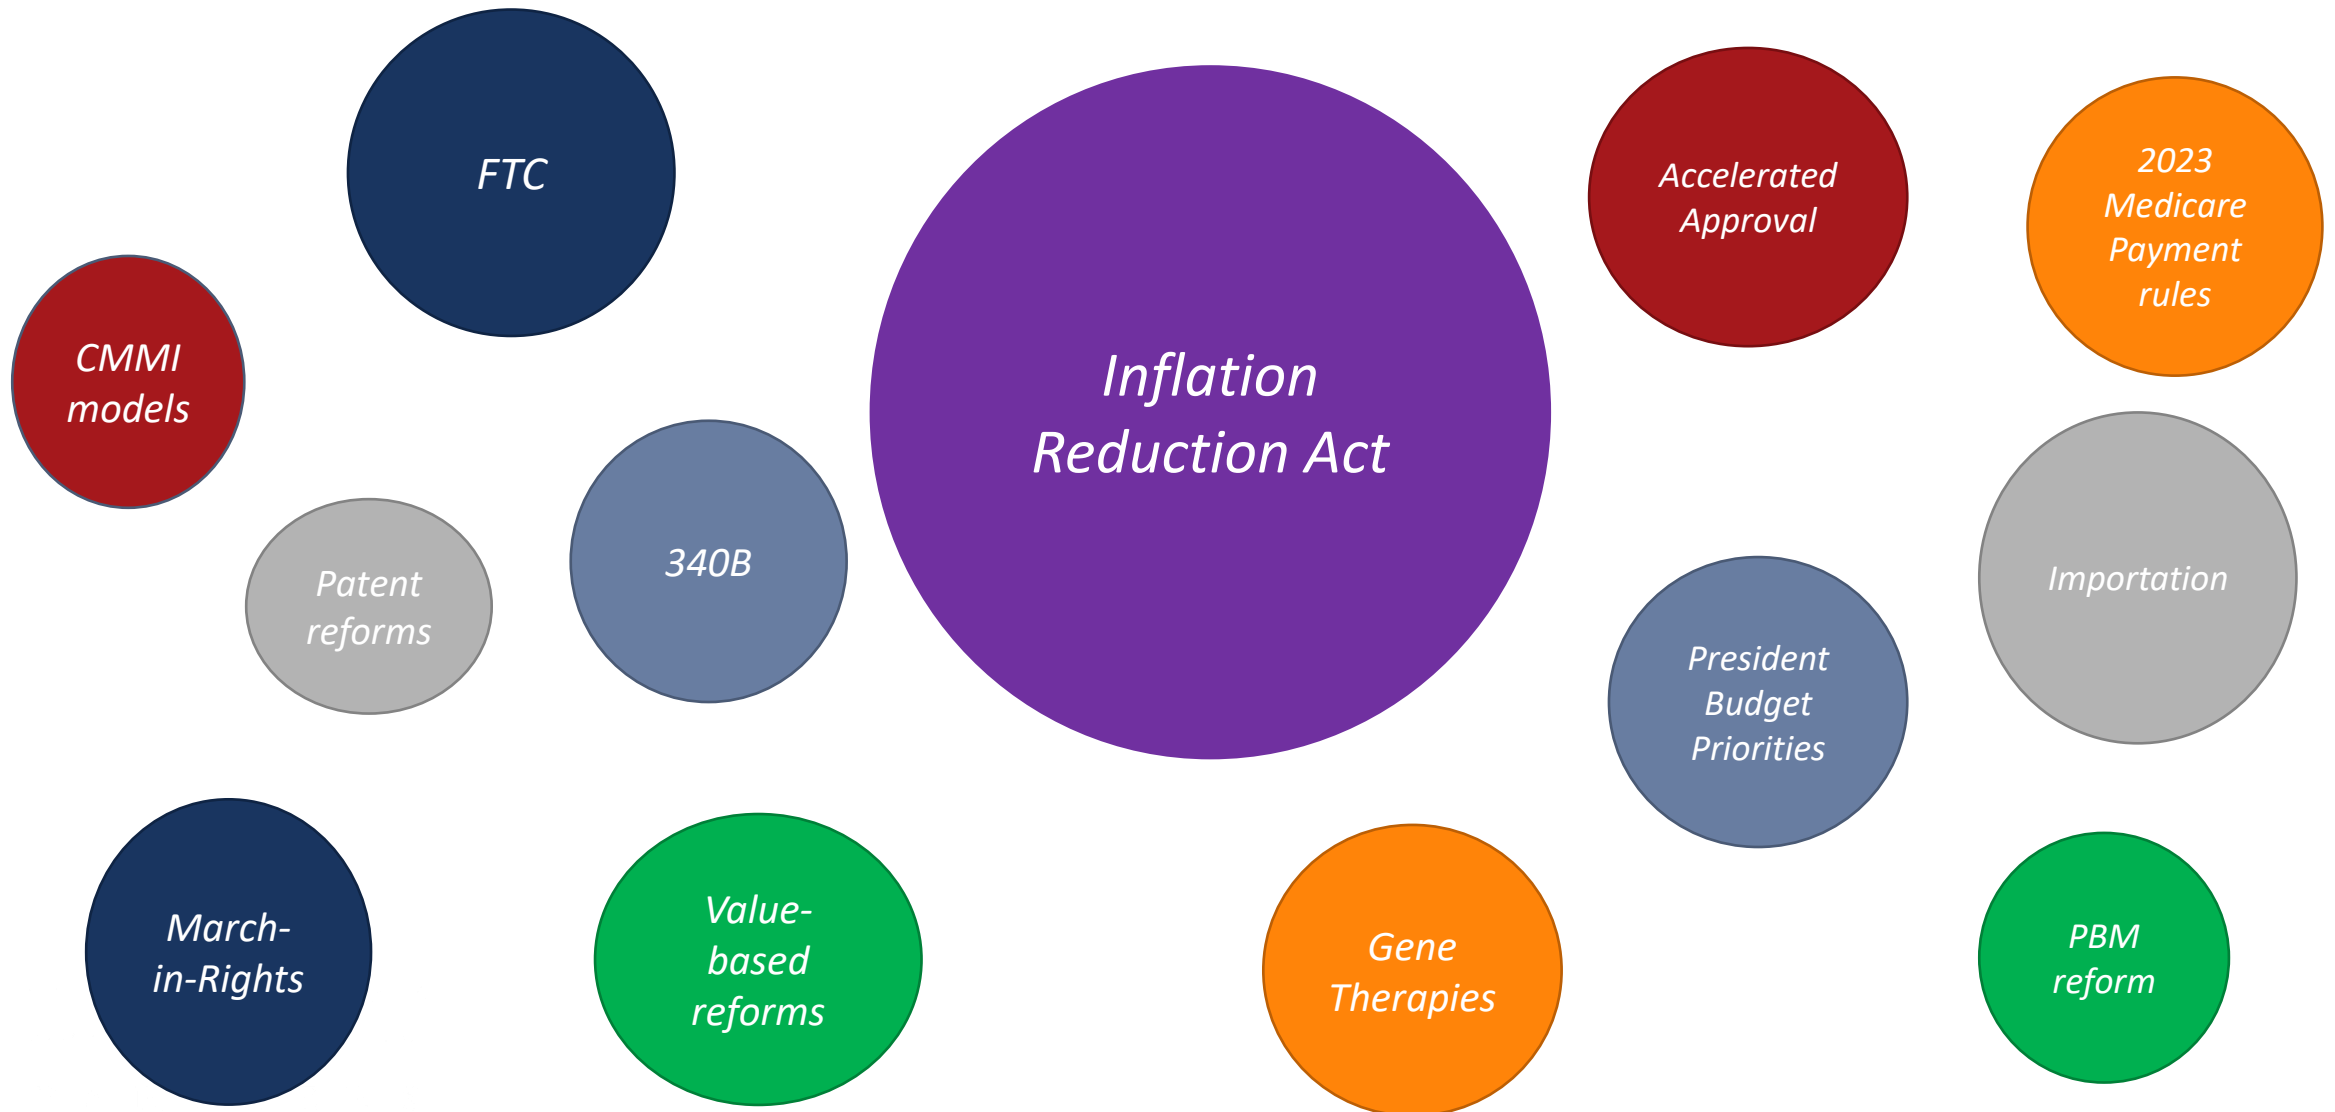 FTC
Accelerated
Approval
2023
Medicare
Payment
rules
CMMI
models
Inflation
Reduction Act
Patent
reforms
340B
Importation
President
Budget
Priorities
March-
in-Rights
Value-
based
reforms
Gene
Therapies
PBM
reform